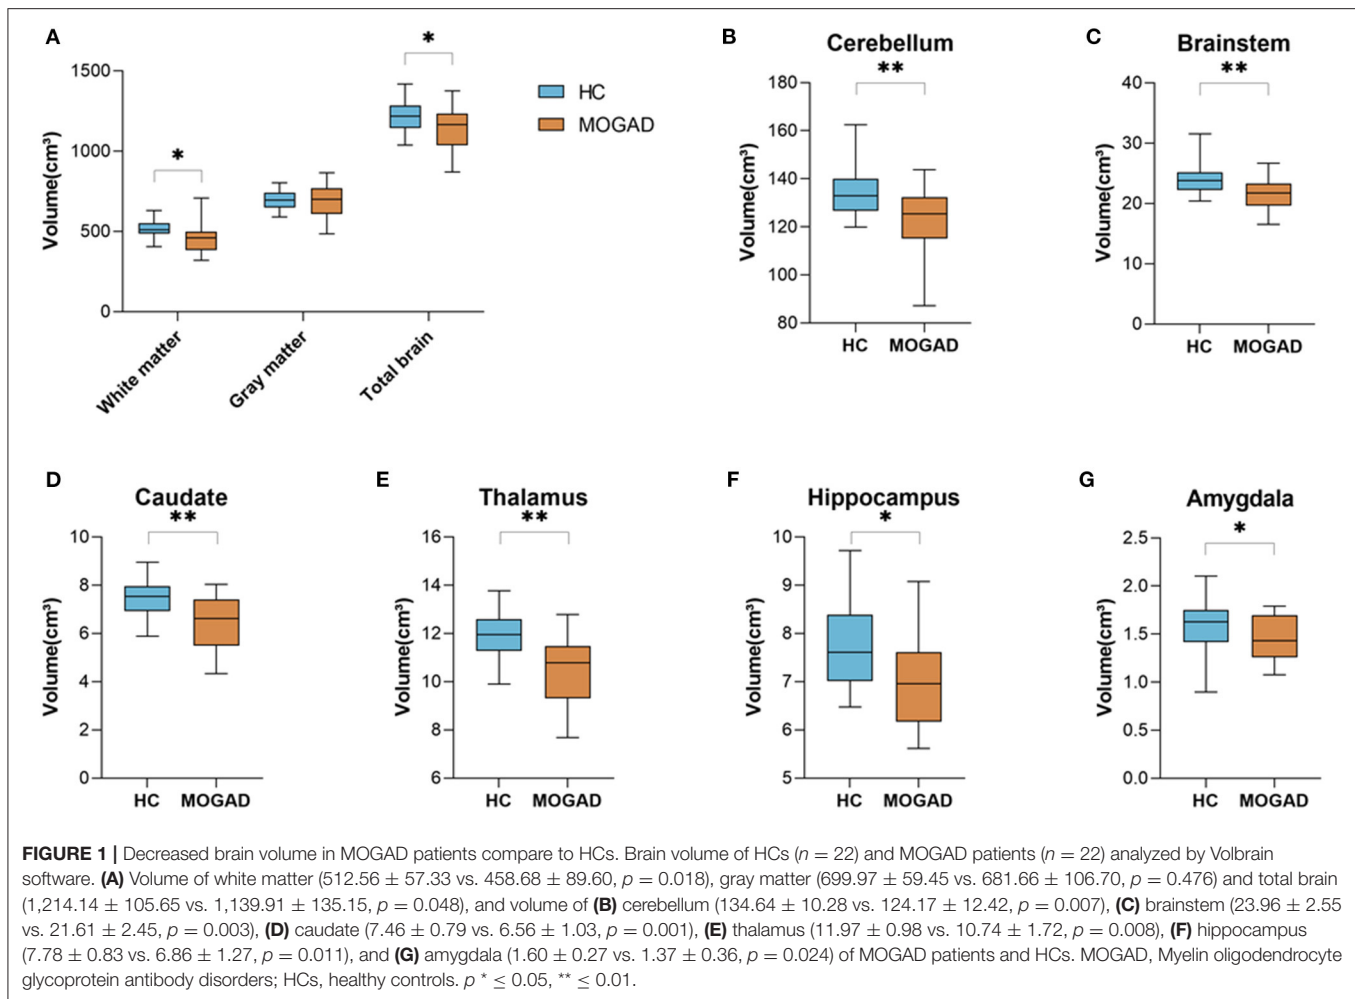 A
*
*
1500
1000
500
0
Volume(cm³)
White matter
Gray matter
Total brain
HC
MOGAD
B
Cerebellum
**
180
160
140
120
100
80
Volume(cm³)
HC MOGAD
C
Brainstem
**
40
30
20
10
0
Volume(cm³)
HC MOGAD
D
Caudate
**
10
8
6
4
2
0
Volume(cm³)
HC MOGAD
E
Thalamus
**
16
14
12
10
8
6
Volume(cm³)
HC MOGAD
F
Hippocampus
*
10
9
8
7
6
5
Volume(cm³)
HC MOGAD
G
Amygdala
*
2.5
2.0
1.5
1.0
0.5
0.0
Volume(cm³)
HC MOGAD
FIGURE 1 | Decreased brain volume in MOGAD patients compare to HCs. Brain volume of HCs (n = 22) and MOGAD patients (n = 22) analyzed by Volbrain
software. (A) Volume of white matter (512.56 ± 57.33 vs. 458.68 ± 89.60, p = 0.018), gray matter (699.97 ± 59.45 vs. 681.66 ± 106.70, p = 0.476) and total brain
(1,214.14 ± 105.65 vs. 1,139.91 ± 135.15, p = 0.048), and volume of (B) cerebellum (134.64 ± 10.28 vs. 124.17 ± 12.42, p = 0.007), (C) brainstem (23.96 ± 2.55
vs. 21.61 ± 2.45, p = 0.003), (D) caudate (7.46 ± 0.79 vs. 6.56 ± 1.03, p = 0.001), (E) thalamus (11.97 ± 0.98 vs. 10.74 ± 1.72, p = 0.008), (F) hippocampus
(7.78 ± 0.83 vs. 6.86 ± 1.27, p = 0.011), and (G) amygdala (1.60 ± 0.27 vs. 1.37 ± 0.36, p = 0.024) of MOGAD patients and HCs. MOGAD, Myelin oligodendrocyte
glycoprotein antibody disorders; HCs, healthy controls. p * ≤ 0.05, ** ≤ 0.01.